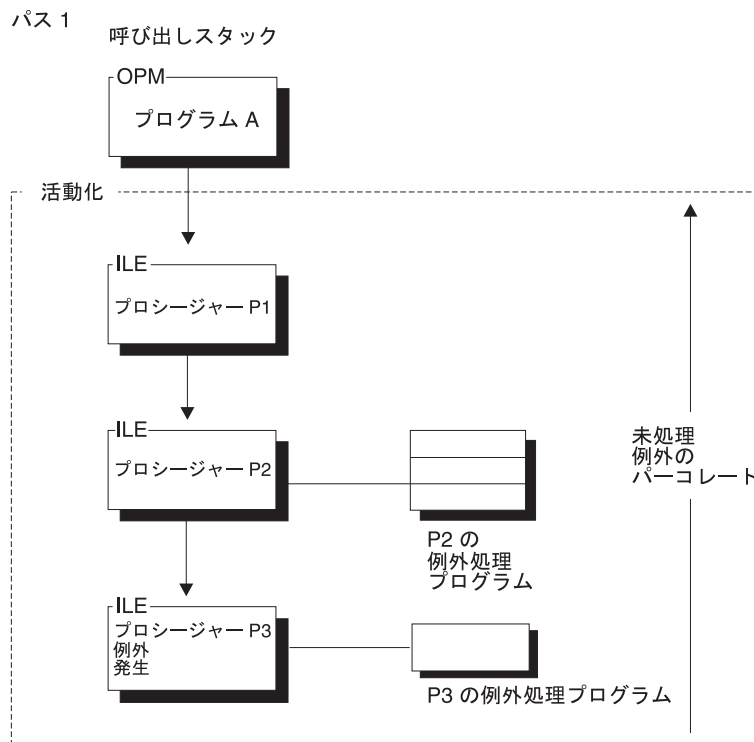 パス 1
呼び出しスタック
OPM
プログラム A
活動化
ILE
プロシージャー P1
ILE
プロシージャー P2
P2 の
例外処理
プログラム
未処理
例外の
パーコレート
ILE
プロシージャー P3
例外
発生
P3 の例外処理プログラム